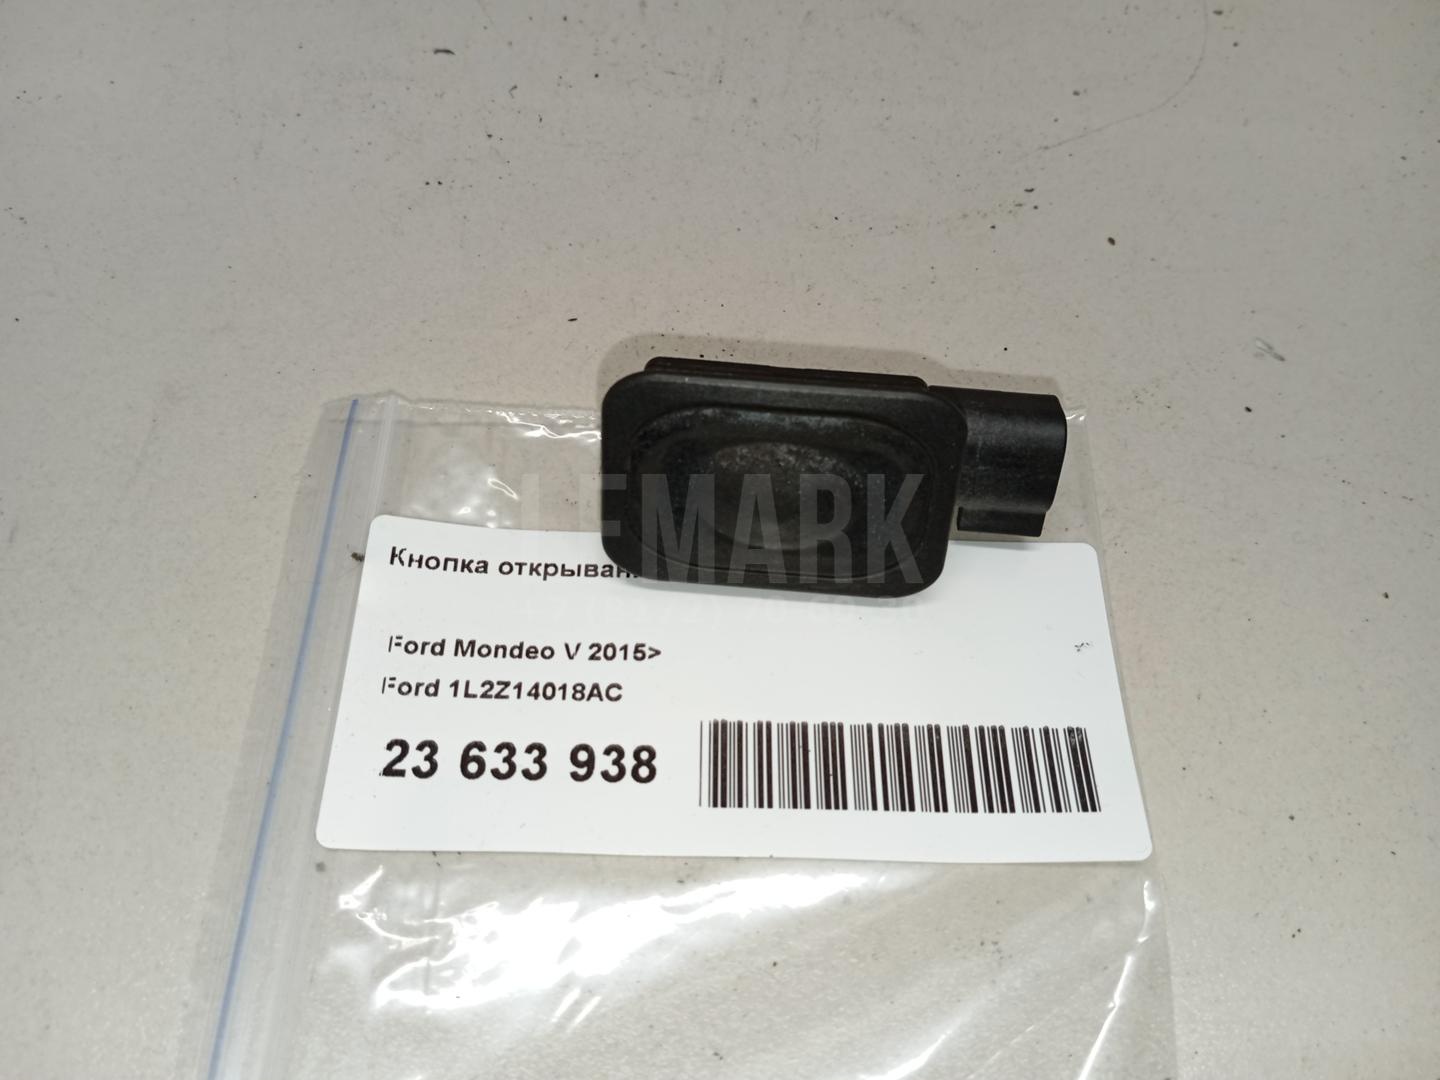 LEMARK
Кнопка открыван
Ford Mondeo V 2015>
Ford 1L2Z14018AC
23 633 938